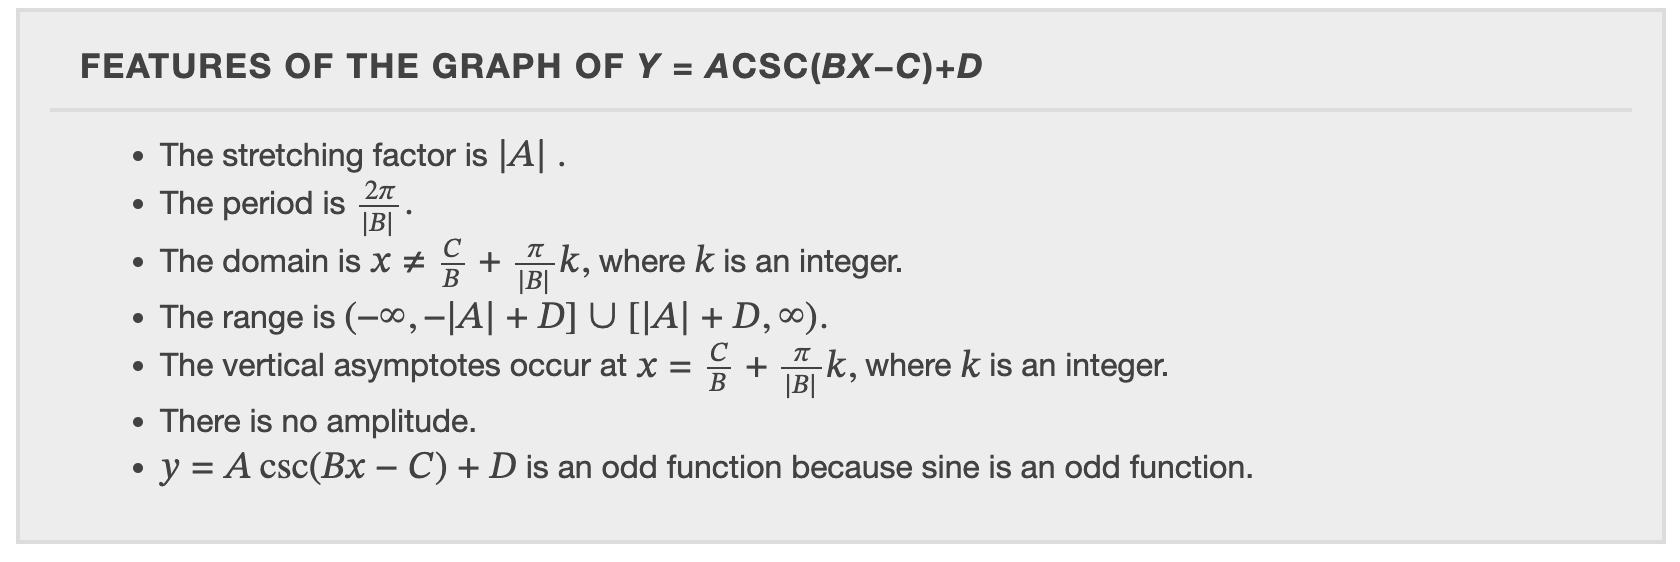 FEATURES OF THE GRAPH OF Y = ACSC(BX−C)+D
• The stretching factor is |A| .
• The period is 2π/|B| .
• The domain is x ≠ C/B + π/|B| k, where k is an integer.
• The range is (−∞, −|A| + D] ∪ [|A| + D, ∞).
• The vertical asymptotes occur at x = C/B + π/|B| k, where k is an integer.
• There is no amplitude.
• y = A csc(Bx − C) + D is an odd function because sine is an odd function.